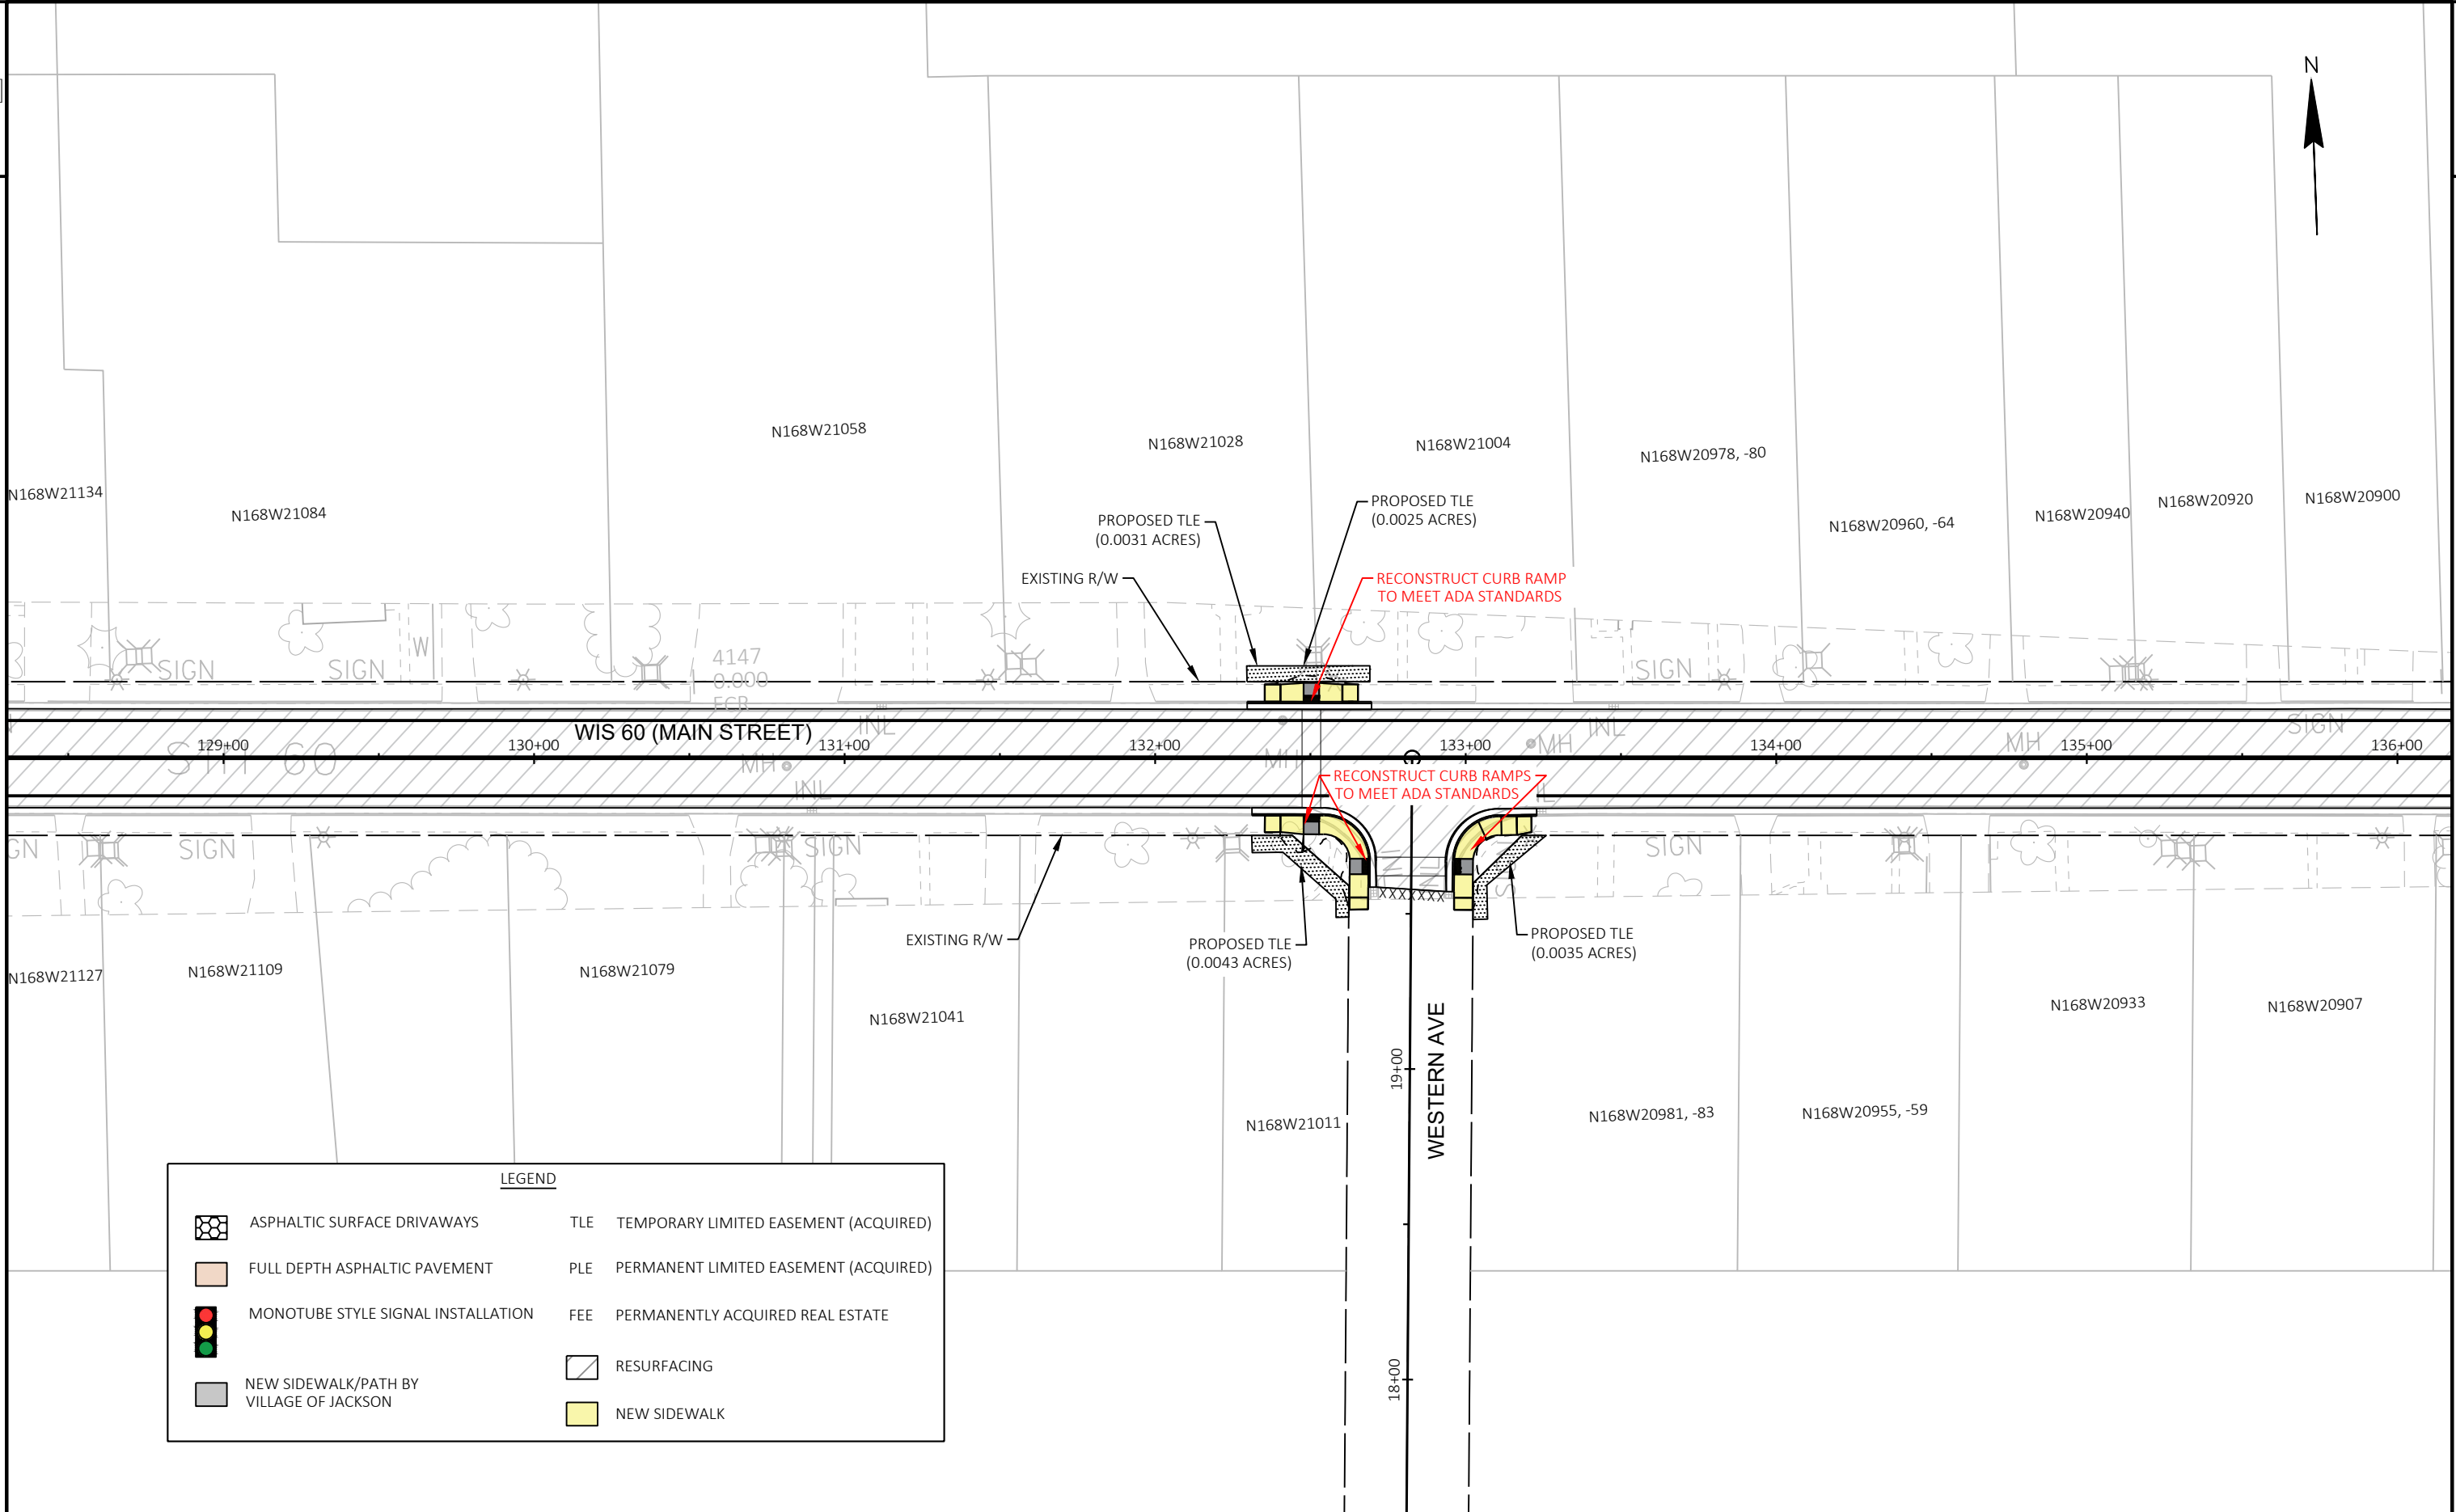 N
N168W21058
N168W21028
N168W21004
N168W20978, -80
N168W21134
N168W21084
N168W20960, -64
N168W20940
N168W20920
N168W20900
PROPOSED TLE
(0.0031 ACRES)
PROPOSED TLE
(0.0025 ACRES)
EXISTING R/W
RECONSTRUCT CURB RAMP
TO MEET ADA STANDARDS
SIGN
SIGN
W
4147
0.000
SIGN
WIS 60 (MAIN STREET)
INL
INL
SIGN
129+00
130+00
131+00
132+00
133+00
134+00
135+00
136+00
STH 60
MH
MH
MH
MH
INL
RECONSTRUCT CURB RAMPS
TO MEET ADA STANDARDS
SIGN
SIGN
SIGN
EXISTING R/W
PROPOSED TLE
(0.0043 ACRES)
PROPOSED TLE
(0.0035 ACRES)
N168W21127
N168W21109
N168W21079
N168W21041
N168W21011
N168W20981, -83
N168W20955, -59
N168W20933
N168W20907
WESTERN AVE
19+00
18+00
LEGEND
ASPHALTIC SURFACE DRIVAWAYS
FULL DEPTH ASPHALTIC PAVEMENT
MONOTUBE STYLE SIGNAL INSTALLATION
NEW SIDEWALK/PATH BY
VILLAGE OF JACKSON
TLE TEMPORARY LIMITED EASEMENT (ACQUIRED)
PLE PERMANENT LIMITED EASEMENT (ACQUIRED)
FEE PERMANENTLY ACQUIRED REAL ESTATE
RESURFACING
NEW SIDEWALK